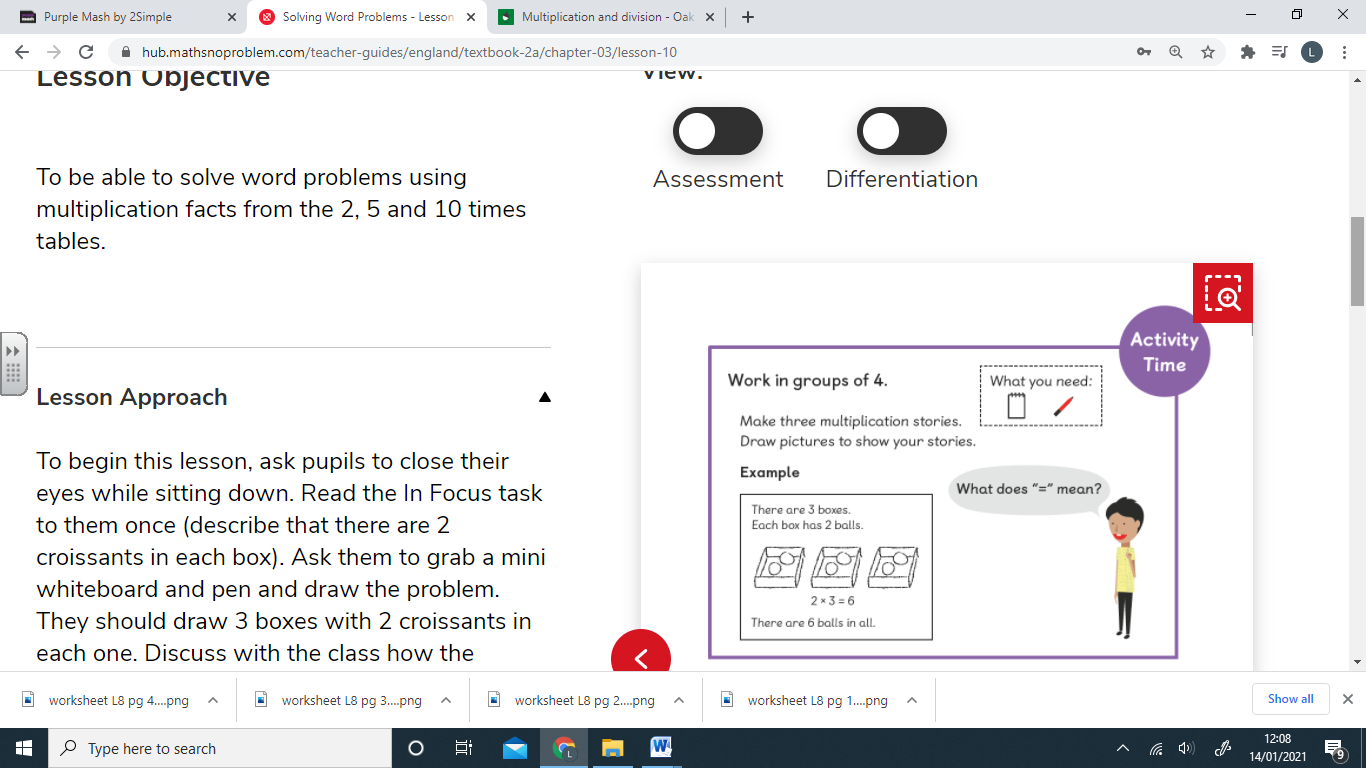 Purple Mash by 2Simple
Solving Word Problems - Lesson
Multiplication and division - Oak
hub.mathsnoproblem.com/teacher-guides/england/textbook-2a/chapter-03/lesson-10
L
Lesson Objective
To be able to solve word problems using
multiplication facts from the 2, 5 and 10 times
tables.
Lesson Approach
To begin this lesson, ask pupils to close their
eyes while sitting down. Read the In Focus task
to them once (describe that there are 2
croissants in each box). Ask them to grab a mini
whiteboard and pen and draw the problem.
They should draw 3 boxes with 2 croissants in
each one. Discuss with the class how the
View:
Assessment
Differentiation
Activity
Time
Work in groups of 4.
What you need:
Make three multiplication stories.
Draw pictures to show your stories.
Example
What does "=" mean?
There are 3 boxes.
Each box has 2 balls.
2 × 3 = 6
There are 6 balls in all.
worksheet L8 pg 4....png
worksheet L8 pg 3....png
worksheet L8 pg 2....png
worksheet L8 pg 1....png
Show all
Type here to search
L
W
12:08
14/01/2021
9